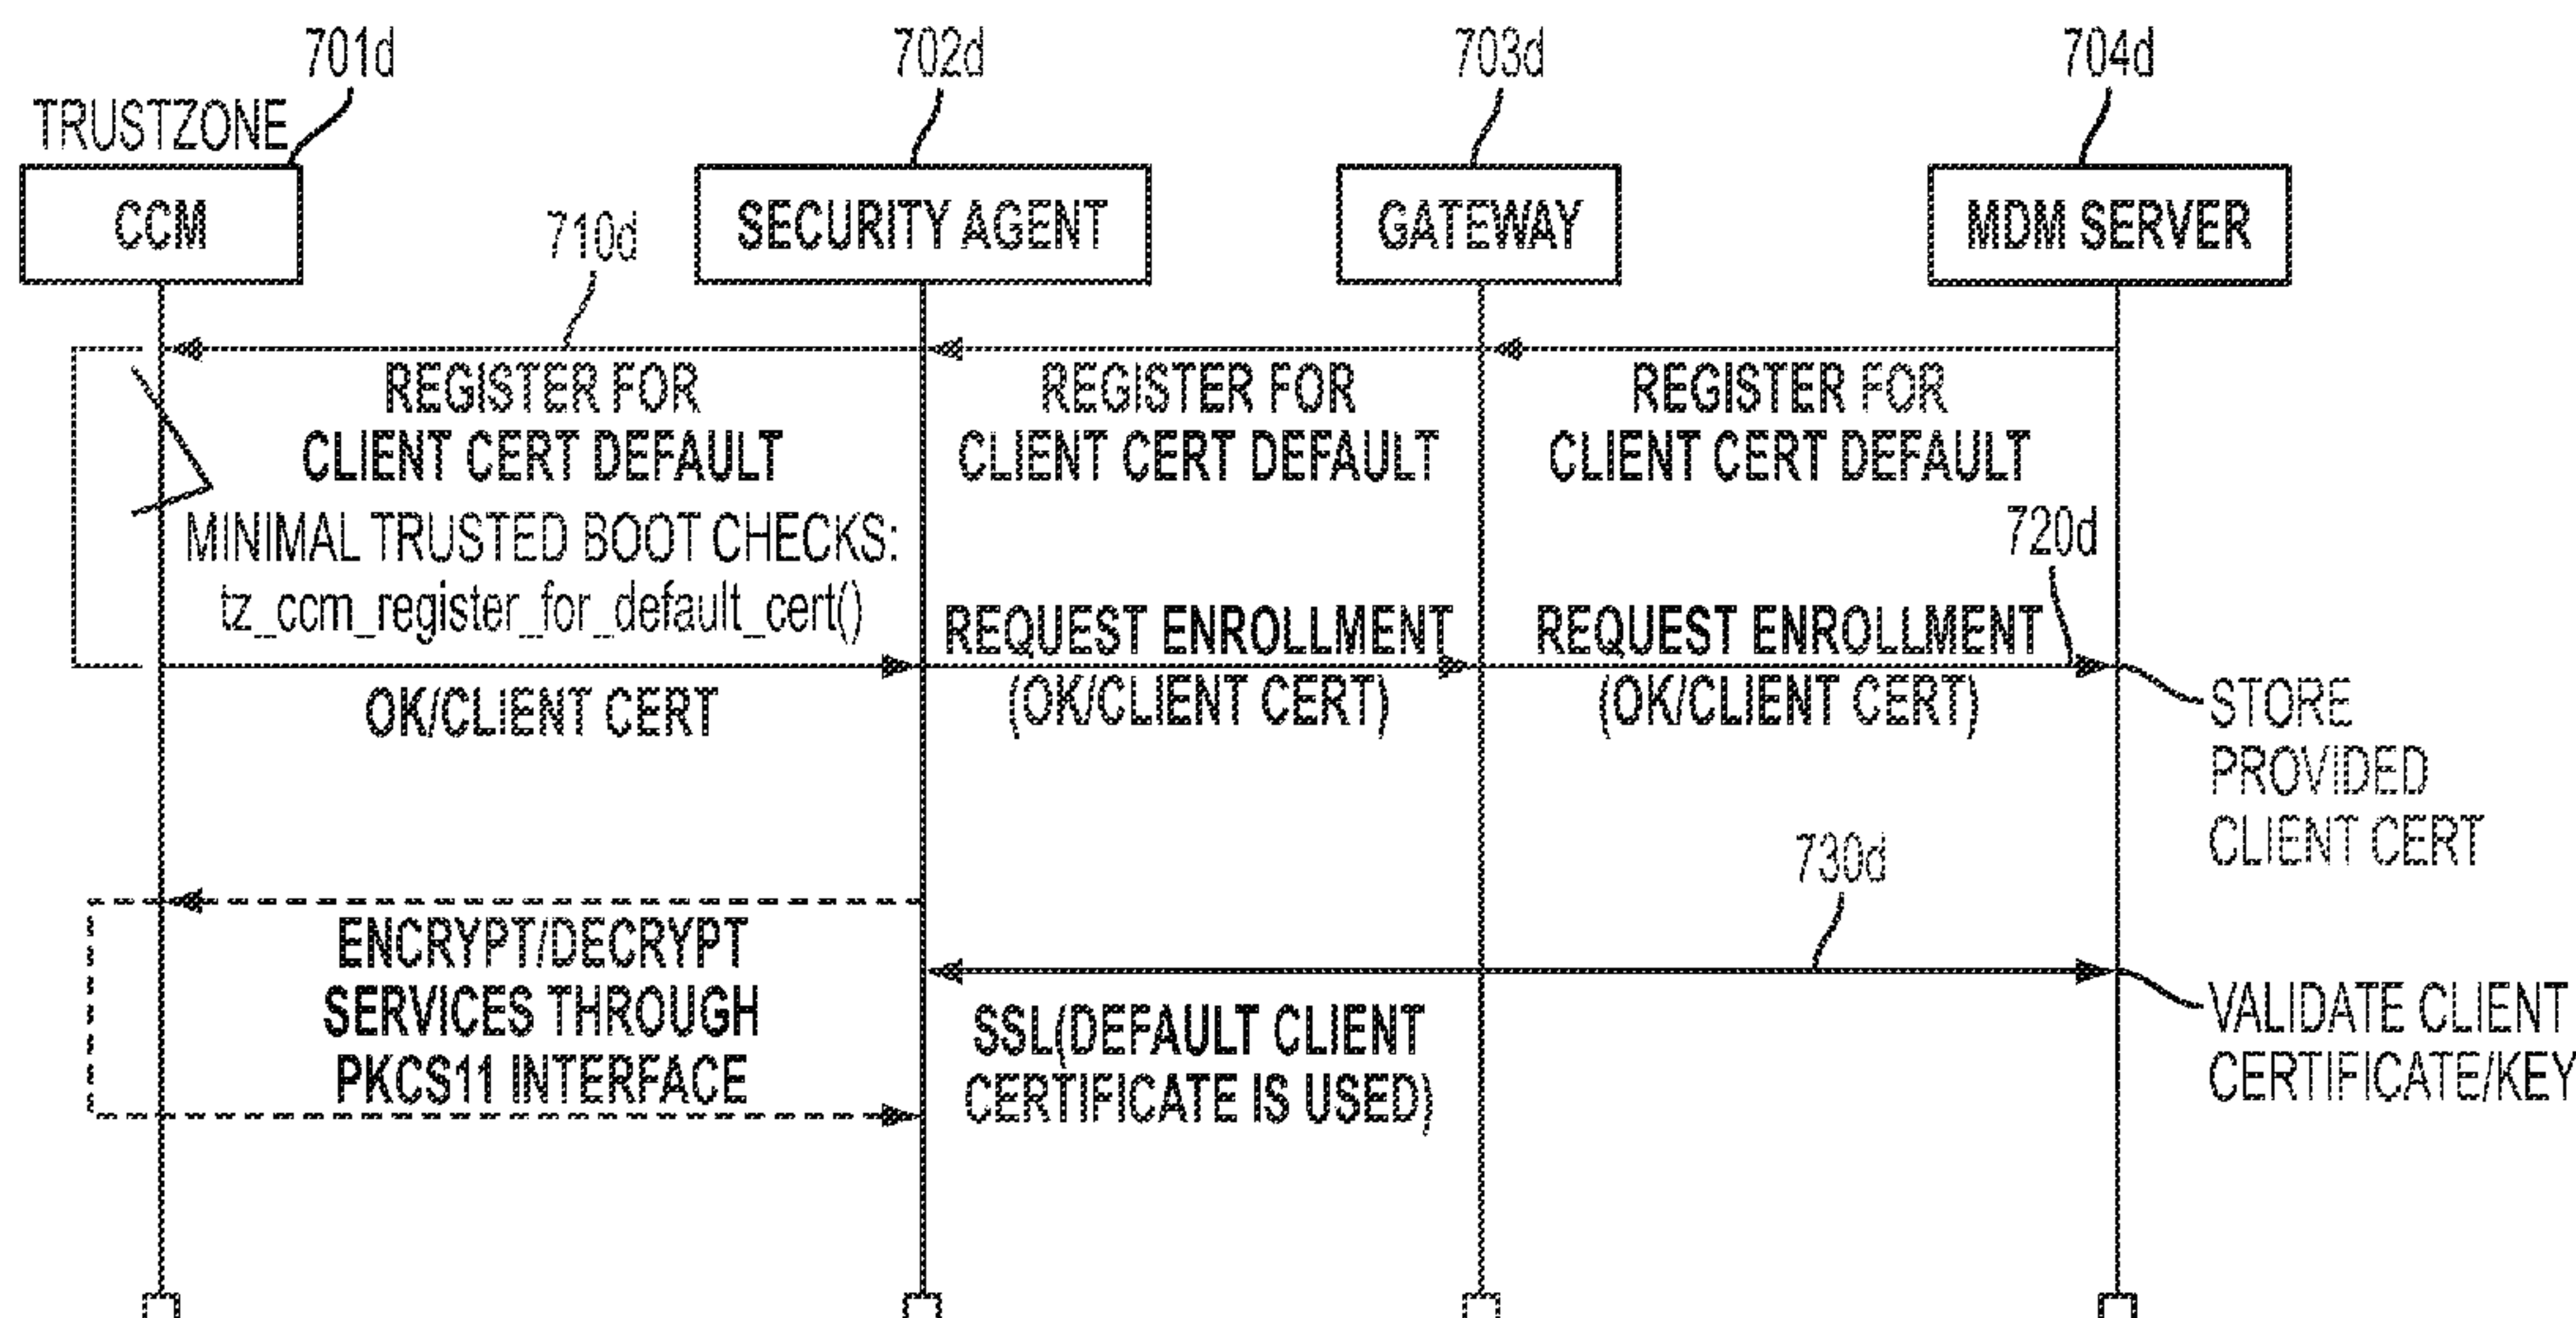 701d
702d
703d
704d
TRUSTZONE
CCM
SECURITY AGENT
GATEWAY
MDM SERVER
710d
REGISTER FOR
CLIENT CERT DEFAULT
REGISTER FOR
CLIENT CERT DEFAULT
REGISTER FOR
CLIENT CERT DEFAULT
MINIMAL TRUSTED BOOT CHECKS:
tz_ccm_register_for_default_cert()
720d
REQUEST ENROLLMENT
(OK/CLIENT CERT)
REQUEST ENROLLMENT
(OK/CLIENT CERT)
OK/CLIENT CERT
STORE
PROVIDED
CLIENT CERT
730d
ENCRYPT/DECRYPT
SERVICES THROUGH
PKCS11 INTERFACE
SSL(DEFAULT CLIENT
CERTIFICATE IS USED)
VALIDATE CLIENT
CERTIFICATE/KEY